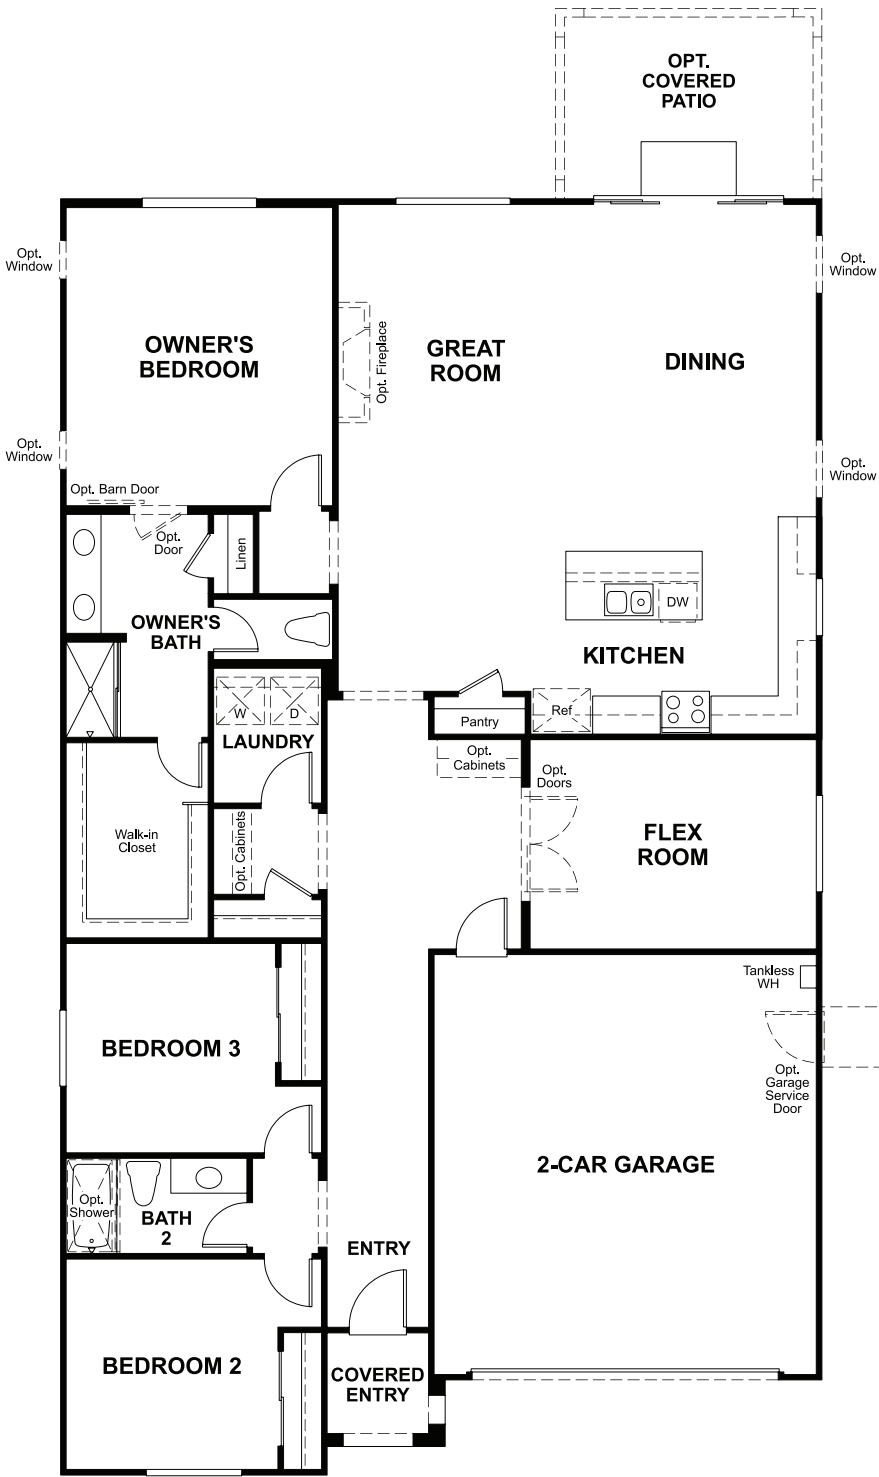 OPT.
COVERED
PATIO
Opt.
Window
Opt.
Window
OWNER'S
BEDROOM
GREAT
ROOM
DINING
Opt. Fireplace
Opt.
Window
Opt.
Window
Opt. Barn Door
Opt.
Door
Linen
OWNER'S
BATH
DW
KITCHEN
W
D
LAUNDRY
Pantry
Ref
Opt.
Cabinets
Opt.
Doors
Walk-in
Closet
Opt. Cabinets
FLEX
ROOM
Tankless
WH
BEDROOM 3
Opt.
Garage
Service
Door
2-CAR GARAGE
Opt.
Shower
BATH
2
ENTRY
BEDROOM 2
COVERED
ENTRY